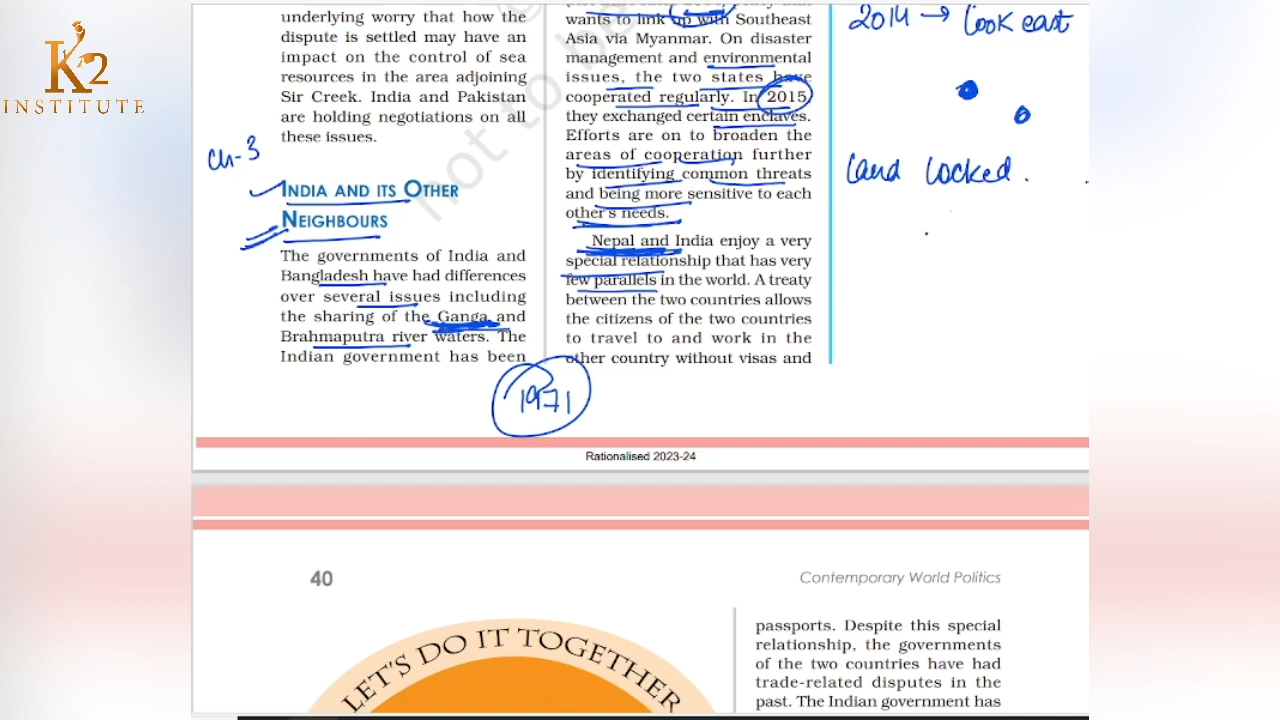 K2
INSTITUTE
underlying worry that how the
dispute is settled may have an
impact on the control of sea
resources in the area adjoining
Sir Creek. India and Pakistan
are holding negotiations on all
these issues.
Ch-3
INDIA AND ITS OTHER
NEIGHBOURS
The governments of India and
Bangladesh have had differences
over several issues including
the sharing of the Ganga and
Brahmaputra river waters. The
Indian government has been
wants to link up with Southeast
Asia via Myanmar. On disaster
management and environmental
issues, the two states have
cooperated regularly. In 2015,
they exchanged certain enclaves.
Efforts are on to broaden the
areas of cooperation further
by identifying common threats
and being more sensitive to each
other's needs.
Nepal and India enjoy a very
special relationship that has very
few parallels in the world. A treaty
between the two countries allows
the citizens of the two countries
to travel to and work in the
other country without visas and
2014 → Look east
Land locked.
1971
not to be
Rationalised 2023-24
40
Contemporary World Politics
LET'S DO IT TOGETHER
passports. Despite this special
relationship, the governments
of the two countries have had
trade-related disputes in the
past. The Indian government has